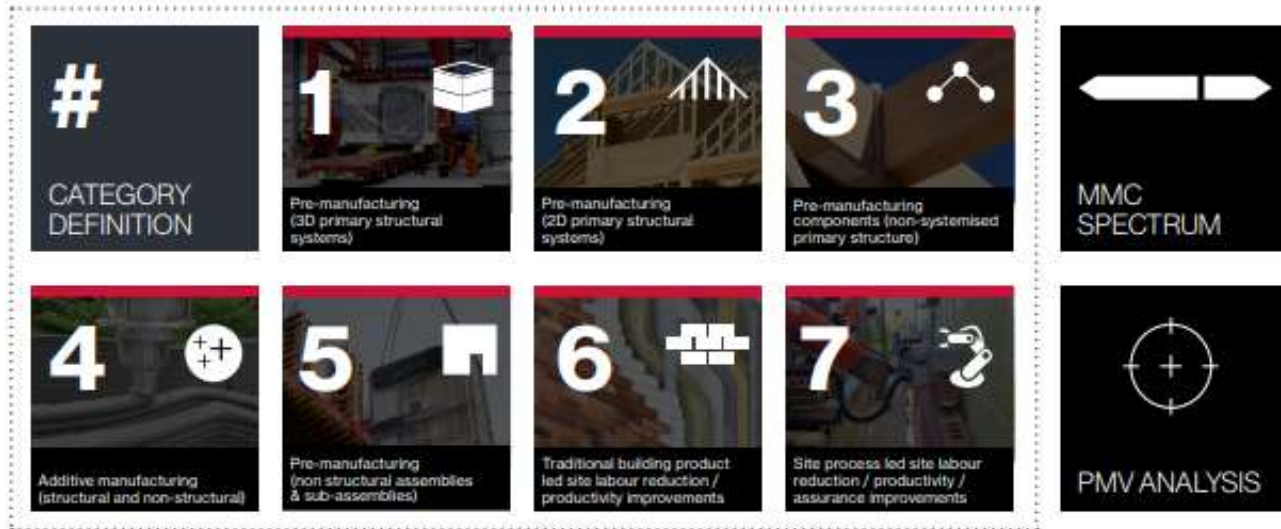 #
CATEGORY
DEFINITION
1
Pre-manufacturing
(3D primary structural
systems)
2
Pre-manufacturing
(2D primary structural
systems)
3
Pre-manufacturing
components (non-systemised
primary structure)
MMC
SPECTRUM
4
Additive manufacturing
(structural and non-structural)
5
Pre-manufacturing
(non structural assemblies
& sub-assemblies)
6
Traditional building product
led site labour reduction /
productivity improvements
7
Site process led site labour
reduction / productivity /
assurance improvements
PMV ANALYSIS